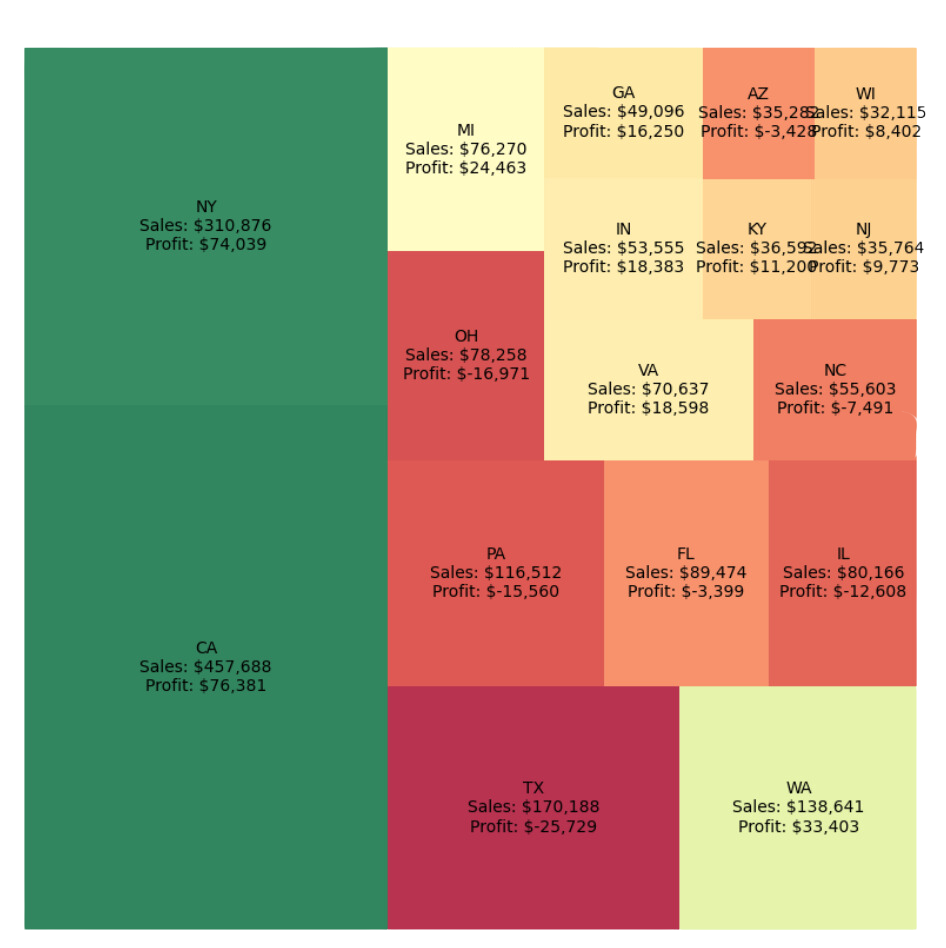 NY
Sales: $310,876
Profit: $74,039
CA
Sales: $457,688
Profit: $76,381
MI
Sales: $76,270
Profit: $24,463
OH
Sales: $78,258
Profit: $-16,971
GA
Sales: $49,096
Profit: $16,250
AZ
Sales: $35,282
Profit: $-3,428
WI
Sales: $32,115
Profit: $8,402
IN
Sales: $53,555
Profit: $18,383
KY
Sales: $36,592
Profit: $11,200
NJ
Sales: $35,764
Profit: $9,773
VA
Sales: $70,637
Profit: $18,598
NC
Sales: $55,603
Profit: $-7,491
PA
Sales: $116,512
Profit: $-15,560
FL
Sales: $89,474
Profit: $-3,399
IL
Sales: $80,166
Profit: $-12,608
TX
Sales: $170,188
Profit: $-25,729
WA
Sales: $138,641
Profit: $33,403